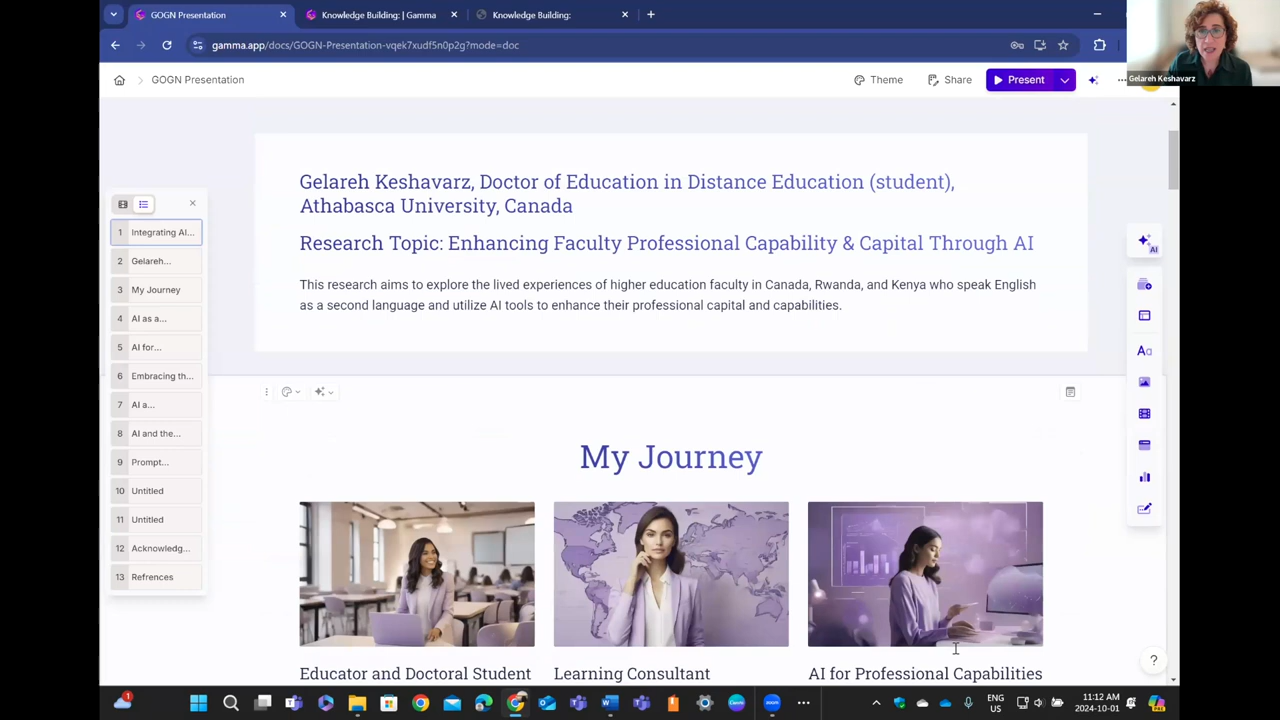 GOGN Presentation
Knowledge Building: | Gamma
Knowledge Building:
gamma.app/docs/GOGN-Presentation-vqek7xudf5n0p2g?mode=doc
Gelareh Keshavarz
GOGN Presentation
Theme
Share
Present
Gelareh Keshavarz, Doctor of Education in Distance Education (student),
Athabasca University, Canada
Research Topic: Enhancing Faculty Professional Capability & Capital Through AI
This research aims to explore the lived experiences of higher education faculty in Canada, Rwanda, and Kenya who speak English
as a second language and utilize AI tools to enhance their professional capital and capabilities.
1 Integrating AI...
2 Gelareh...
3 My Journey
4 AI as a...
5 AI for...
6 Embracing th...
7 AI a...
8 AI and the...
9 Prompt...
10 Untitled
11 Untitled
12 Acknowledg...
13 Refrences
AI
Aa
My Journey
Educator and Doctoral Student
Learning Consultant
AI for Professional Capabilities
?
1
zoom
ENG
US
11:12 AM
2024-10-01